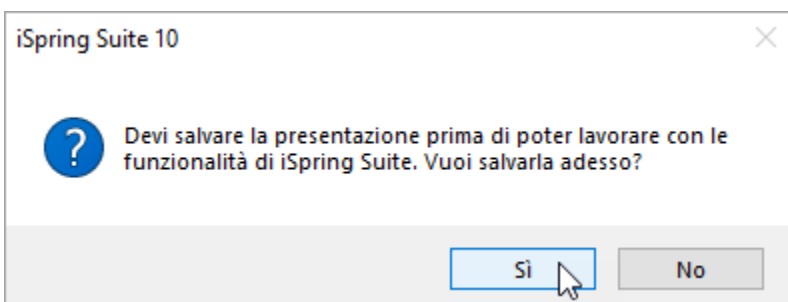 iSpring Suite 10
Devi salvare la presentazione prima di poter lavorare con le
funzionalità di iSpring Suite. Vuoi salvarla adesso?
Sì
No